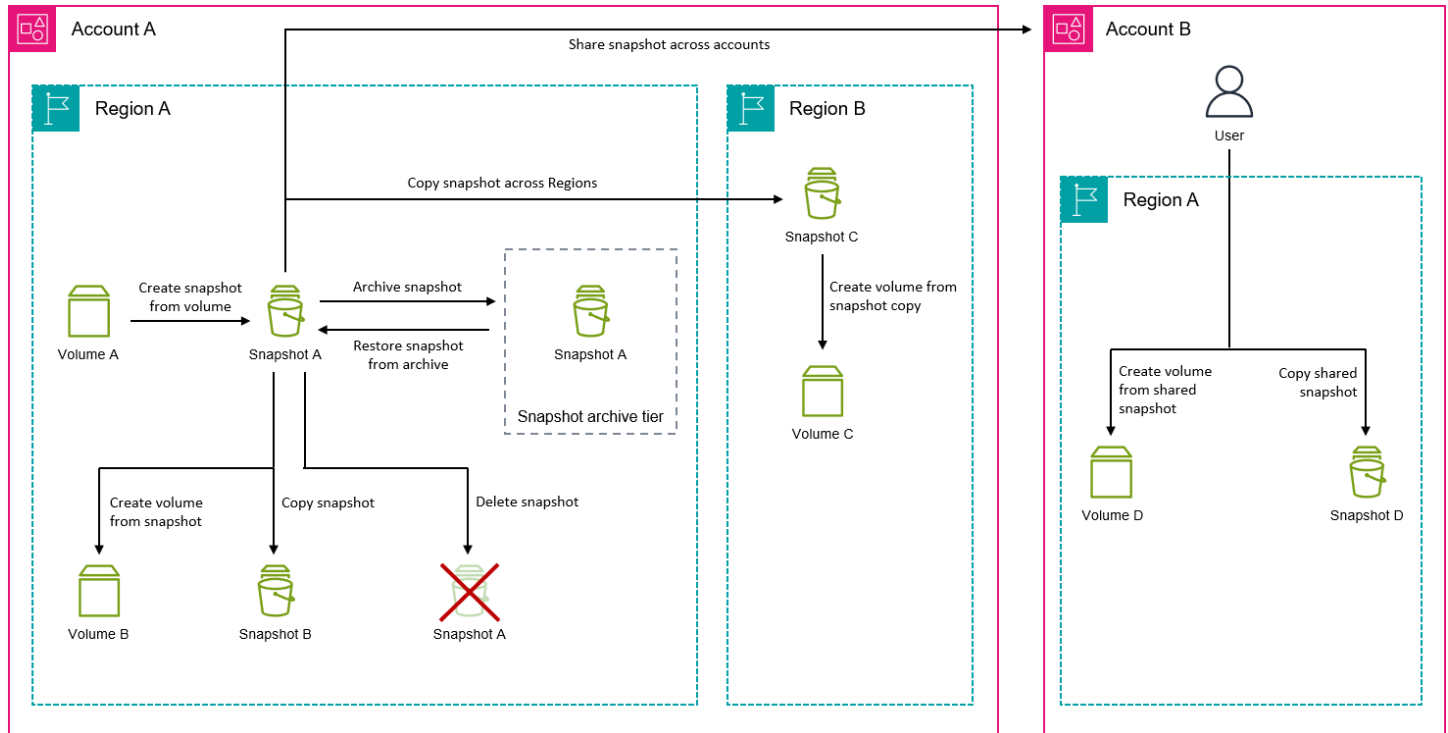 Account A
Share snapshot across accounts
Account B
Region A
Region B
User
Copy snapshot across Regions
Region A
Snapshot C
Create snapshot
from volume
Archive snapshot
Restore snapshot
from archive
Volume A
Snapshot A
Snapshot A
Snapshot archive tier
Create volume from
snapshot copy
Volume C
Create volume
from shared
snapshot
Copy shared
snapshot
Create volume
from snapshot
Copy snapshot
Delete snapshot
Volume D
Snapshot D
Volume B
Snapshot B
Snapshot A